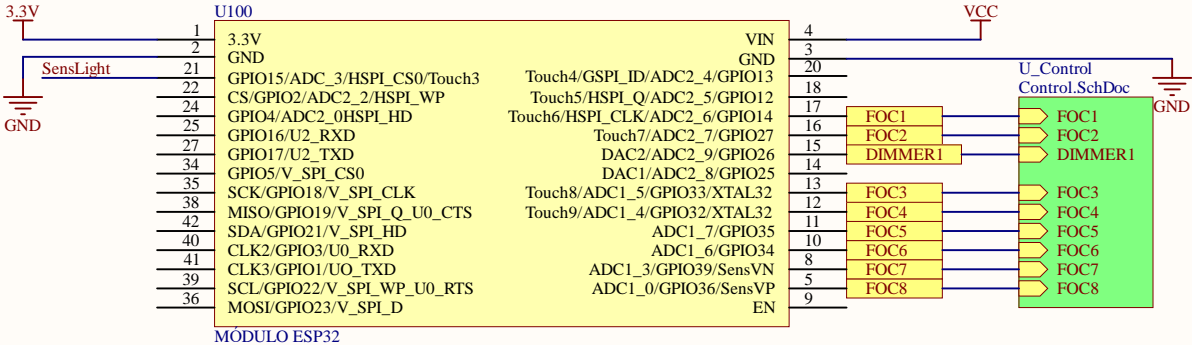 3.3V
U100
VCC
1
3.3V
VIN
4
2
GND
GND
3
SensLight
21
GPIO15/ADC_3/HSPI_CS0/Touch3
Touch4/GSPI_ID/ADC2_4/GPIO13
20
U_Control
Control.SchDoc
22
CS/GPIO2/ADC2_2/HSPI_WP
Touch5/HSPI_Q/ADC2_5/GPIO12
18
GND
GND
24
GPIO4/ADC2_0HSPI_HD
Touch6/HSPI_CLK/ADC2_6/GPIO14
17
FOC1
FOC1
25
GPIO16/U2_RXD
Touch7/ADC2_7/GPIO27
16
FOC2
FOC2
27
GPIO17/U2_TXD
DAC2/ADC2_9/GPIO26
15
DIMMER1
DIMMER1
34
GPIO5/V_SPI_CS0
DAC1/ADC2_8/GPIO25
14
35
SCK/GPIO18/V_SPI_CLK
Touch8/ADC1_5/GPIO33/XTAL32
13
FOC3
FOC3
38
MISO/GPIO19/V_SPI_Q_U0_CTS
Touch9/ADC1_4/GPIO32/XTAL32
12
FOC4
FOC4
42
SDA/GPIO21/V_SPI_HD
ADC1_7/GPIO35
11
FOC5
FOC5
40
CLK2/GPIO3/U0_RXD
ADC1_6/GPIO34
10
FOC6
FOC6
41
CLK3/GPIO1/UO_TXD
ADC1_3/GPIO39/SensVN
8
FOC7
FOC7
39
SCL/GPIO22/V_SPI_WP_U0_RTS
ADC1_0/GPIO36/SensVP
5
FOC8
FOC8
36
MOSI/GPIO23/V_SPI_D
EN
9
MÓDULO ESP32